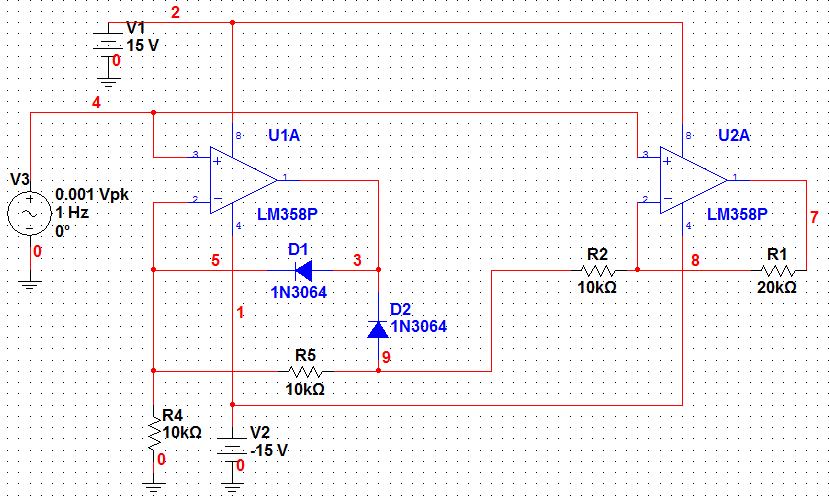 2
V1
15 V
0
4
8
U1A
3
1
2
LM358P
4
8
U2A
3
1
2
LM358P
4
V3
0.001 Vpk
1 Hz
0°
0
7
D1
5
3
1N3064
R2
8
R1
10kΩ
20kΩ
1
D2
1N3064
R5
9
10kΩ
R4
10kΩ
0
V2
-15 V
0